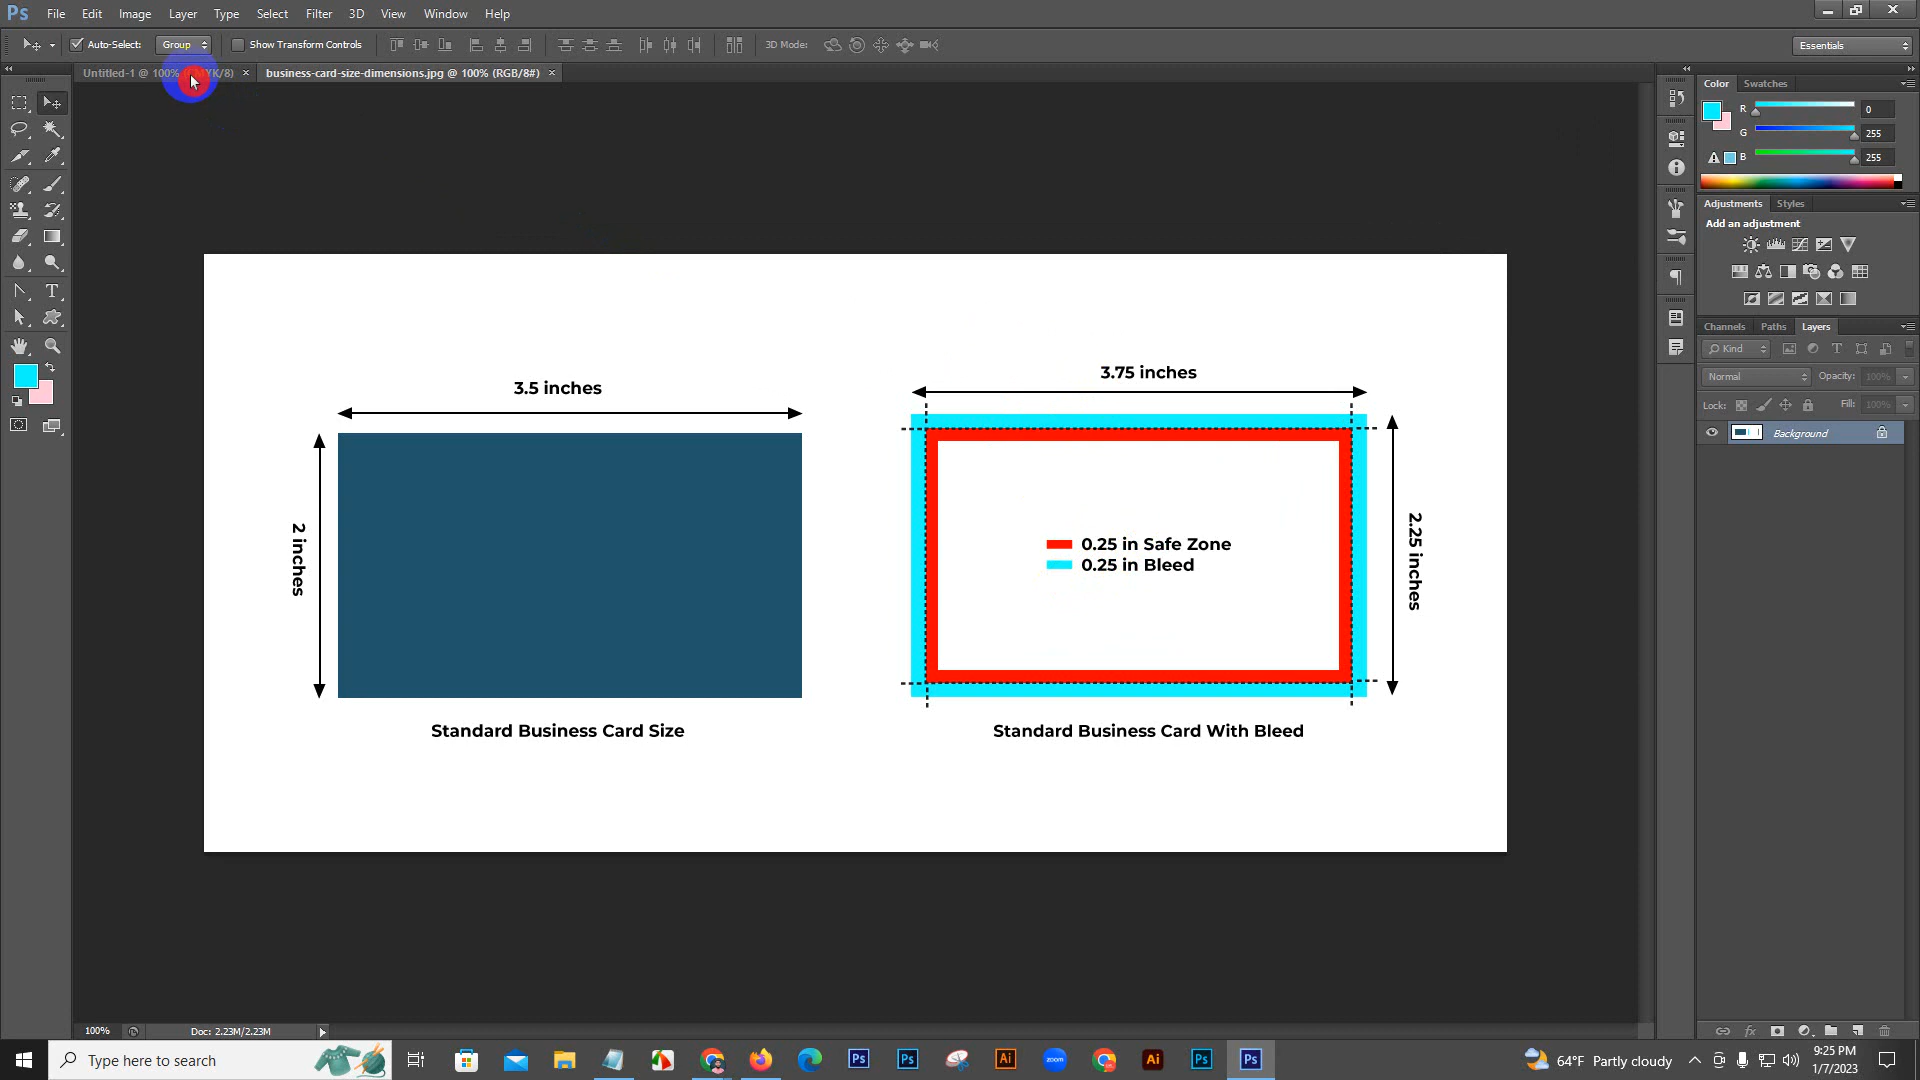 Ps File Edit Image Layer Type Select Filter 3D View Window Help
Auto-Select: Group Show Transform Controls 3D Mode: Essentials
Untitled-1 @ 100% business-card-size-dimensions.jpg @ 100% (RGB/8#)
Color Swatches
R 0
G 255
B 255
Adjustments Styles
Add an adjustment
Channels Paths Layers
Kind
Normal Opacity: 100%
Lock: Fill: 100%
Background
3.5 inches
2 inches
Standard Business Card Size
3.75 inches
0.25 in Safe Zone
0.25 in Bleed
2.25 inches
Standard Business Card With Bleed
100% Doc: 2.23M/2.23M
Type here to search
zoom
64°F Partly cloudy
9:25 PM
1/7/2023